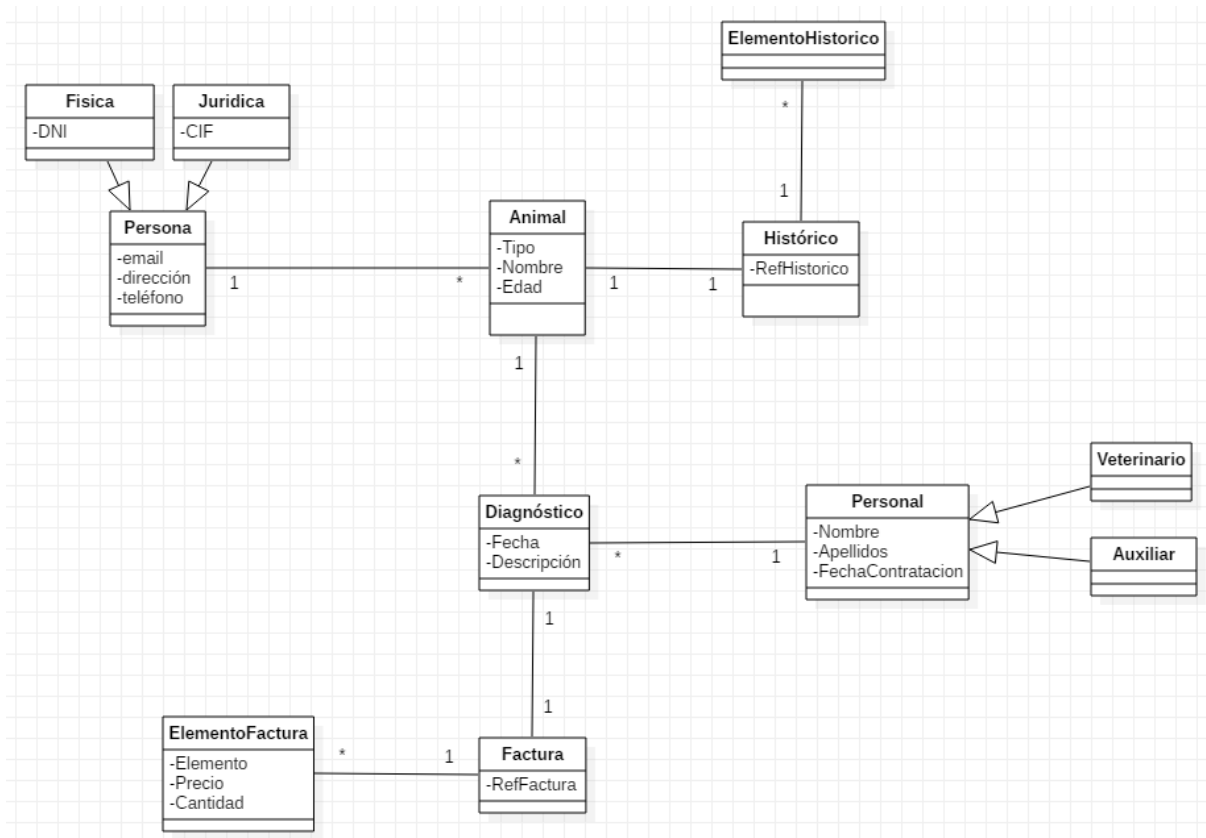 ElementoHistorico
Fisica
-DNI
Juridica
-CIF
*
1
Persona
-email
-dirección
-teléfono
1
*
Animal
-Tipo
-Nombre
-Edad
1
1
Histórico
-RefHistorico
1
*
Diagnóstico
-Fecha
-Descripción
*
1
Personal
-Nombre
-Apellidos
-FechaContratacion
Veterinario
Auxiliar
1
1
ElementoFactura
-Elemento
-Precio
-Cantidad
*
1
Factura
-RefFactura